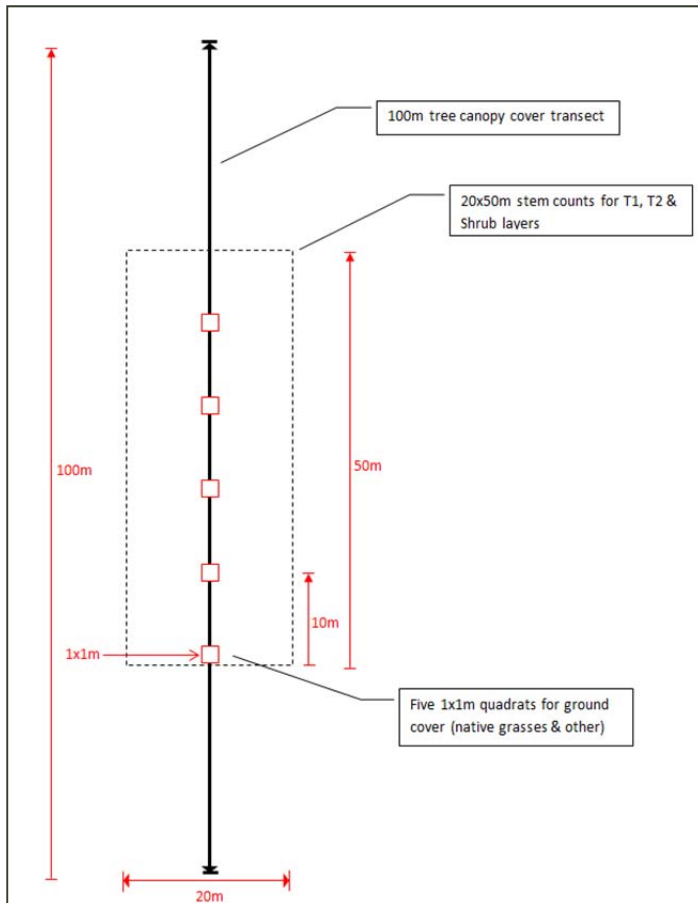 100m tree canopy cover transect
20x50m stem counts for T1, T2 &
Shrub layers
100m
50m
10m
1x1m
Five 1x1m quadrats for ground
cover (native grasses & other)
20m